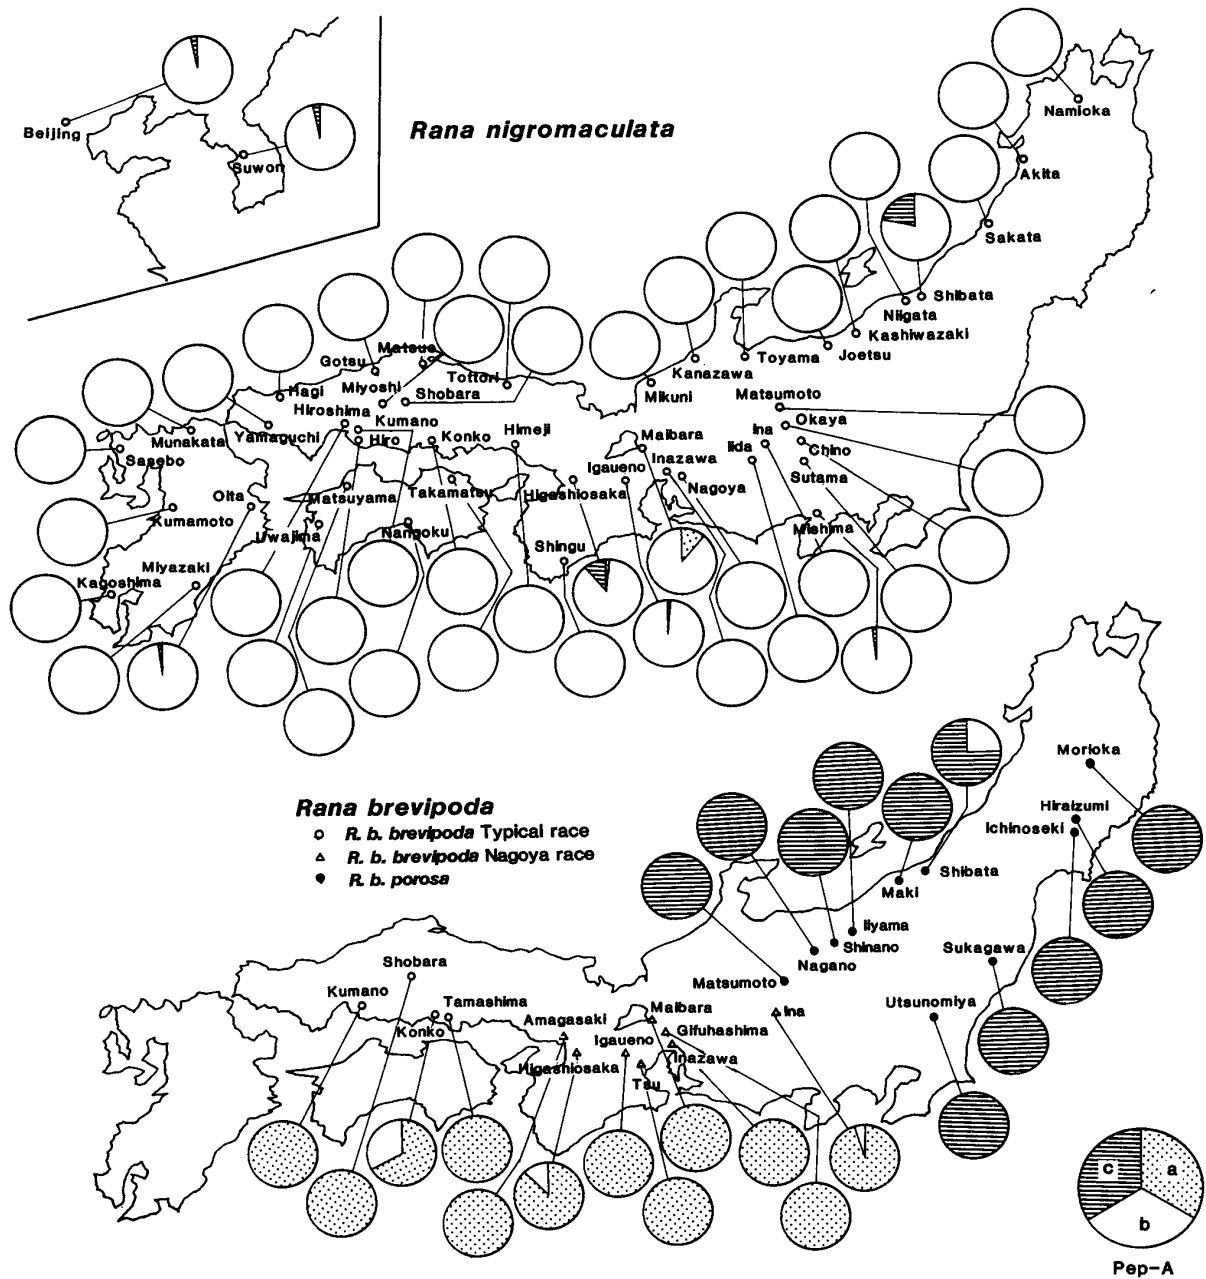 Beijing
Suwon
Rana nigromaculata
Namioka
Akita
Sakata
Shibata
Niigata
Kashiwazaki
Joetsu
Toyama
Kanazawa
Mikuni
Matsue
Gotsu
Miyoshi
Tottori
Shobara
Hagi
Hiroshima
Kumano
Yamaguchi
Hiro
Konko
Himeji
Munakata
Sasebo
Matsumoto
Okaya
Ina
Chino
Iida
Sutama
Maibara
Inazawa
Igaueno
Nagoya
Higashiosaka
Takamatsu
Matsuyama
Oita
Kumamoto
Uwajima
Nangoku
Mishima
Shingu
Miyazaki
Kagoshima
Rana brevipoda
R. b. brevipoda Typical race
R. b. brevipoda Nagoya race
R. b. porosa
Morioka
Hiraizumi
Ichinoseki
Shibata
Maki
Iiyama
Shinano
Nagano
Sukagawa
Matsumoto
Utsunomiya
Shobara
Kumano
Tamashima
Konko
Amagasaki
Maibara
Ina
Gifuhashima
Igaueno
Inazawa
Higashiosaka
Tsu
c
a
b
Pep-A